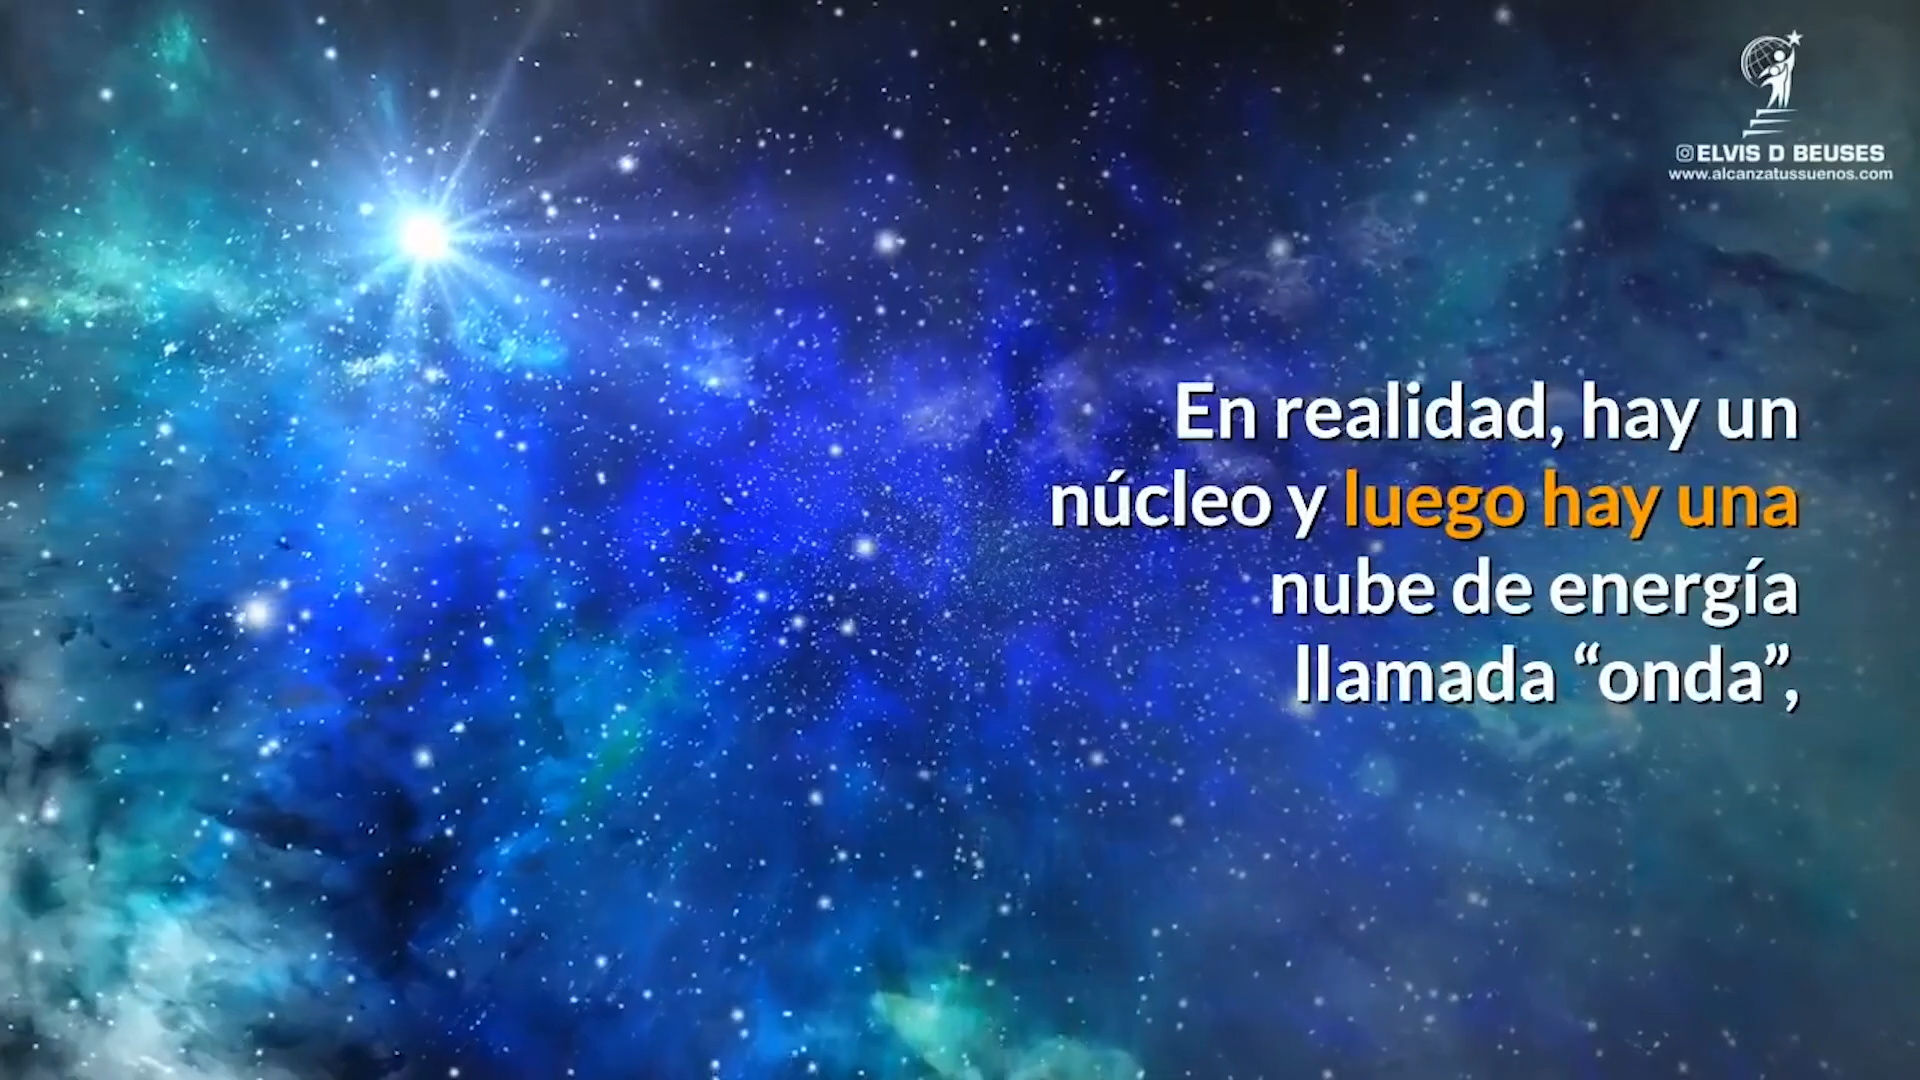 ELVIS D BEUSES
www.alcanzatussuenos.com
En realidad, hay un
núcleo y luego hay una
nube de energía
llamada “onda”,